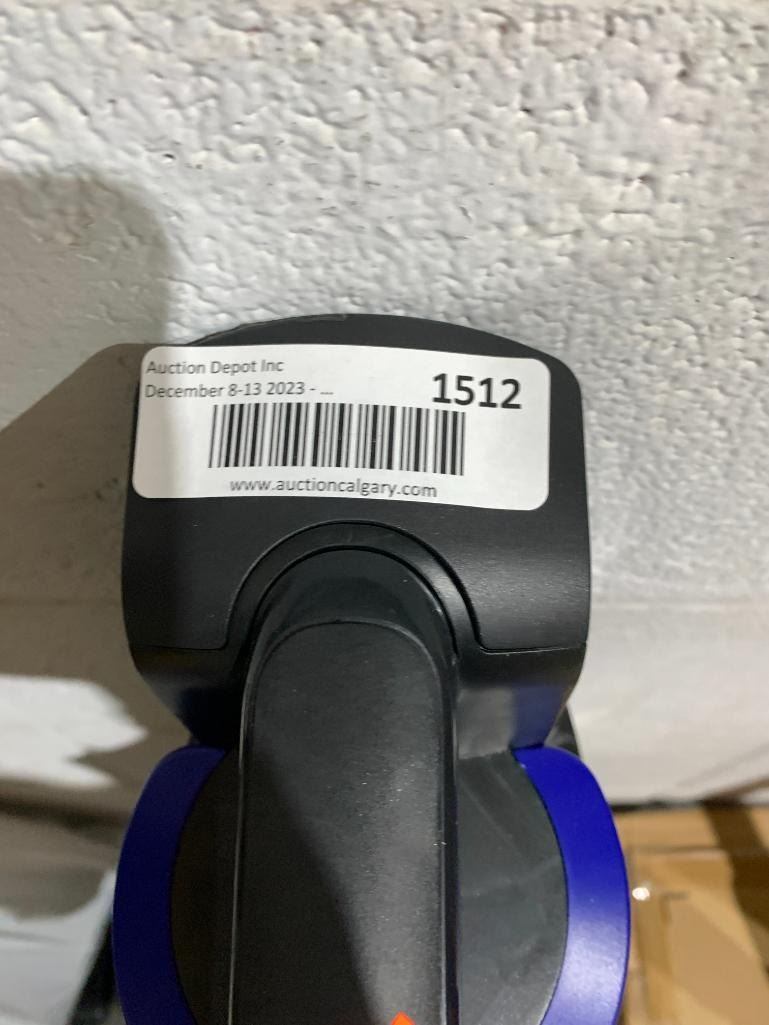 Auction Depot Inc
December 8-13 2023 - ...
1512
www.auctioncalgary.com